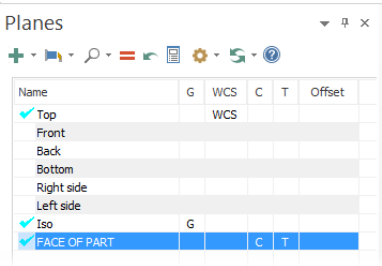 Planes
Name G WCS C T Offset
Top WCS
Front
Back
Bottom
Right side
Left side
Iso G
FACE OF PART C T